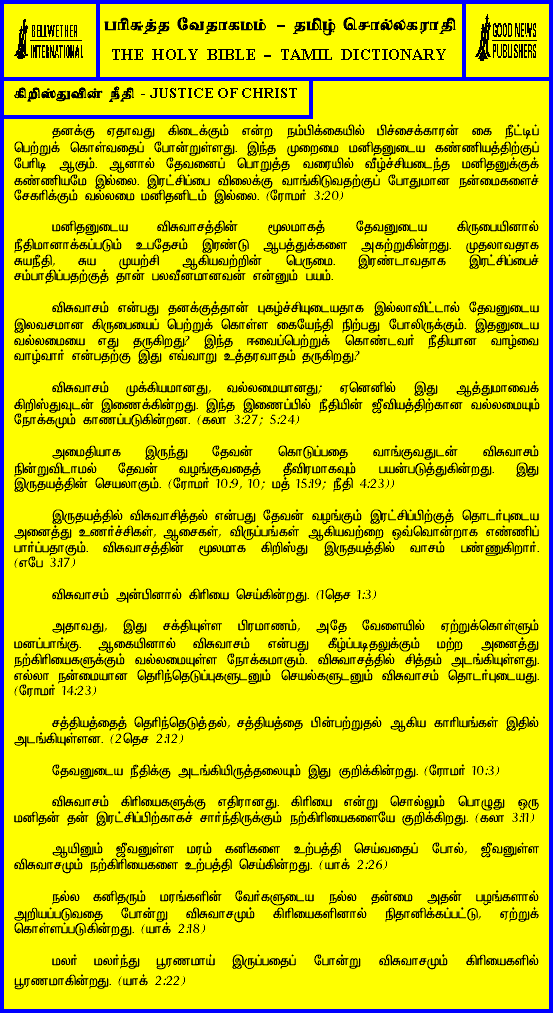 BELLWETHER
INTERNATIONAL
பரிசுத்த வேதாகமம் – தமிழ் சொல்லகராதி
THE HOLY BIBLE – TAMIL DICTIONARY
GOOD NEWS
PUBLISHERS
கிறிஸ்துவின் நீதி - JUSTICE OF CHRIST
தனக்கு ஏதாவது கிடைக்கும் என்ற நம்பிக்கையில் பிச்சைக்காரன் கை நீட்டிப்
பெற்றுக் கொள்வதைப் போன்றுள்ளது. இந்த முறைமை மனிதனுடைய கண்ணியத்திற்குப்
பேரிடி ஆகும். ஆனால் தேவனைப் பொறுத்த வரையில் வீழ்ச்சியடைந்த மனிதனுக்குக்
கண்ணியமே இல்லை. இரட்சிப்பை விலைக்கு வாங்கிடுவதற்குப் போதுமான நன்மைகளைச்
சேகரிக்கும் வல்லமை மனிதனிடம் இல்லை. (ரோமர் 3:20)
மனிதனுடைய விசுவாசத்தின் மூலமாகத் தேவனுடைய கிருபையினால்
நீதிமானாக்கப்படும் உபதேசம் இரண்டு ஆபத்துக்களை அகற்றுகின்றது. முதலாவதாக
சுயநீதி, சுய முயற்சி ஆகியவற்றின் பெருமை. இரண்டாவதாக இரட்சிப்பைச்
சம்பாதிப்பதற்குத் தான் பலவீனமானவன் என்னும் பயம்.
விசுவாசம் என்பது தனக்குத்தான் புகழ்ச்சியுடையதாக இல்லாவிட்டால் தேவனுடைய
இலவசமான கிருபையைப் பெற்றுக் கொள்ள கையேந்தி நிற்பது போலிருக்கும். இதனுடைய
வல்லமையை எது தருகிறது? இந்த ஈவைப்பெற்றுக் கொண்டவர் நீதியான வாழ்வை
வாழ்வார் என்பதற்கு இது எவ்வாறு உத்தரவாதம் தருகிறது?
விசுவாசம் முக்கியமானது, வல்லமையானது; ஏனெனில் இது ஆத்துமாவைக்
கிறிஸ்துவுடன் இணைக்கின்றது. இந்த இணைப்பில் நீதியின் ஜீவியத்திற்கான வல்லமையும்
நோக்கமும் காணப்படுகின்றன. (கலா 3:27; 5:24)
அமைதியாக இருந்து தேவன் கொடுப்பதை வாங்குவதுடன் விசுவாசம்
நின்றுவிடாமல் தேவன் வழங்குவதைத் தீவிரமாகவும் பயன்படுத்துகின்றது. இது
இருதயத்தின் செயலாகும். (ரோமர் 10:9, 10; மத் 15:19; நீதி 4:23))
இருதயத்தில் விசுவாசித்தல் என்பது தேவன் வழங்கும் இரட்சிப்பிற்குத் தொடர்புடைய
அனைத்து உணர்ச்சிகள், ஆசைகள், விருப்பங்கள் ஆகியவற்றை ஒவ்வொன்றாக எண்ணிப்
பார்ப்பதாகும். விசுவாசத்தின் மூலமாக கிறிஸ்து இருதயத்தில் வாசம் பண்ணுகிறார்.
(எபே 3:17)
விசுவாசம் அன்பினால் கிரியை செய்கின்றது. (1தெச 1:3)
அதாவது, இது சக்தியுள்ள பிரமாணம், அதே வேளையில் ஏற்றுக்கொள்ளும்
மனப்பாங்கு. ஆகையினால் விசுவாசம் என்பது கீழ்ப்படிதலுக்கும் மற்ற அனைத்து
நற்கிரியைகளுக்கும் வல்லமையுள்ள நோக்கமாகும். விசுவாசத்தில் சித்தம் அடங்கியுள்ளது.
எல்லா நன்மையான தெரிந்தெடுப்புகளுடனும் செயல்களுடனும் விசுவாசம் தொடர்புடையது.
(ரோமர் 14:23)
சத்தியத்தைத் தெரிந்தெடுத்தல், சத்தியத்தை பின்பற்றுதல் ஆகிய காரியங்கள் இதில்
அடங்கியுள்ளன. (2தெச 2:12)
தேவனுடைய நீதிக்கு அடங்கியிருத்தலையும் இது குறிக்கின்றது. (ரோமர் 10:3)
விசுவாசம் கிரியைகளுக்கு எதிரானது. கிரியை என்று சொல்லும் பொழுது ஒரு
மனிதன் தன் இரட்சிப்பிற்காகச் சார்ந்திருக்கும் நற்கிரியைகளையே குறிக்கிறது. (கலா 3:11)
ஆயினும் ஜீவனுள்ள மரம் கனிகளை உற்பத்தி செய்வதைப் போல், ஜீவனுள்ள
விசுவாசமும் நற்கிரியைகளை உற்பத்தி செய்கின்றது. (யாக் 2:26)
நல்ல கனிதரும் மரங்களின் வேர்களுடைய நல்ல தன்மை அதன் பழங்களால்
அறியப்படுவதை போன்று விசுவாசமும் கிரியைகளினால் நிதானிக்கப்பட்டு, ஏற்றுக்
கொள்ளப்படுகின்றது. (யாக் 2:18)
மலர் மலர்ந்து பூரணமாய் இருப்பதைப் போன்று விசுவாசமும் கிரியைகளில்
பூரணமாகின்றது. (யாக் 2:22)